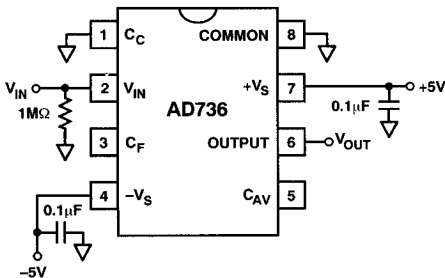 1 C_C COMMON 8
V_IN 2 V_IN +V_S 7 +5V
1MΩ AD736 0.1μF
3 C_F OUTPUT 6 V_OUT
4 –V_S C_AV 5
0.1μF
–5V